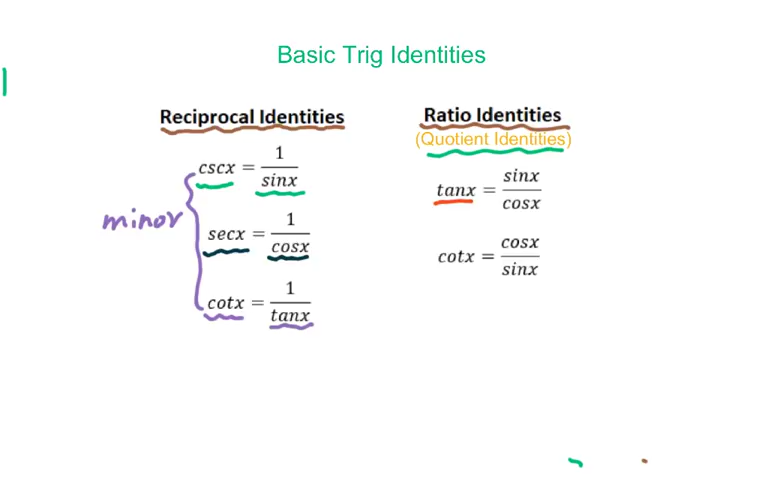 Basic Trig Identities
Reciprocal Identities
cscx = 1/sinx
minor
secx = 1/cosx
cotx = 1/tanx
Ratio Identities
(Quotient Identities)
tanx = sinx/cosx
cotx = cosx/sinx